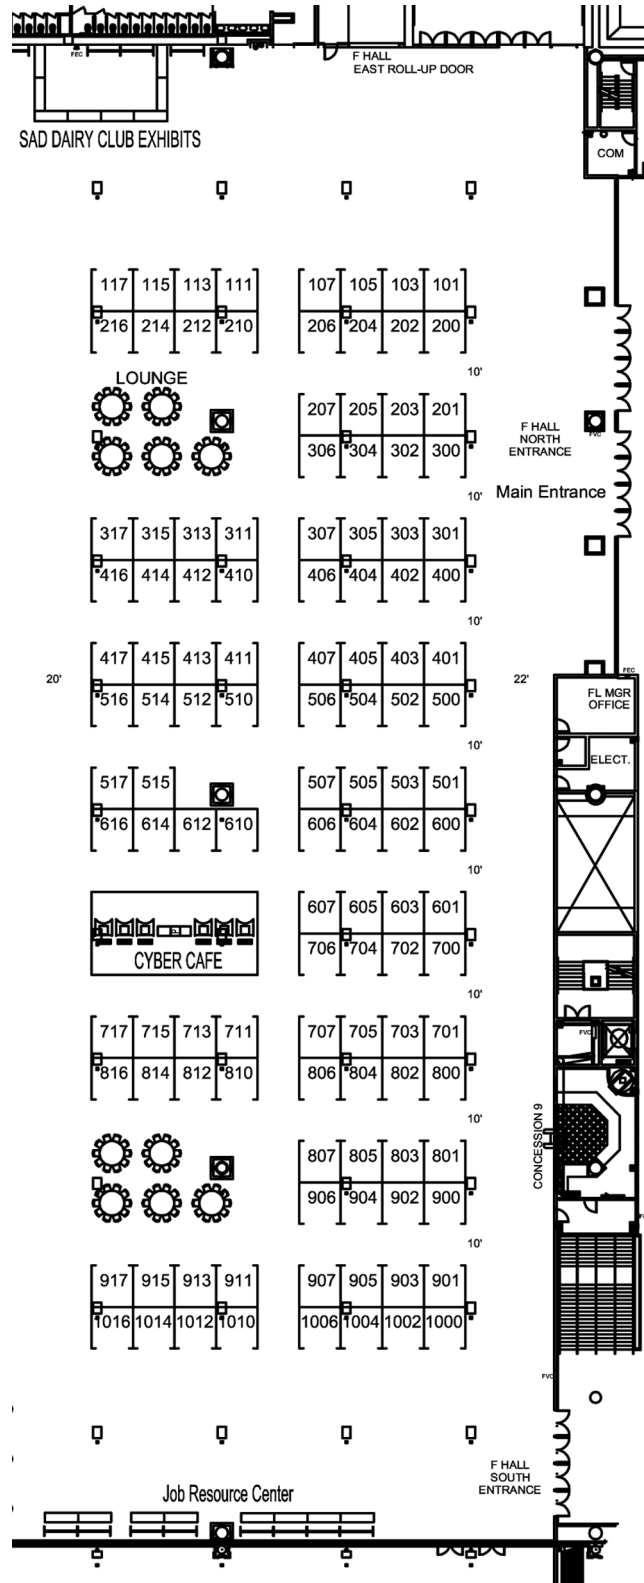 F HALL
EAST ROLL-UP DOOR
FEC
SAD DAIRY CLUB EXHIBITS
COM
117 115 113 111 107 105 103 101
216 214 212 210 206 204 202 200
10'
LOUNGE
207 205 203 201
F HALL
NORTH
ENTRANCE
FVC
306 304 302 300
10'
Main Entrance
317 315 313 311 307 305 303 301
416 414 412 410 406 404 402 400
10'
417 415 413 411 407 405 403 401
20'
22'
FEC
FL MGR
OFFICE
516 514 512 510 506 504 502 500
10'
ELECT.
517 515 507 505 503 501
616 614 612 610 606 604 602 600
10'
607 605 603 601
706 704 702 700
CYBER CAFE
10'
717 715 713 711 707 705 703 701
FVC
816 814 812 810 806 804 802 800
10'
CONCESSION 9
807 805 803 801
906 904 902 900
10'
917 915 913 911 907 905 903 901
1016 1014 1012 1010 1006 1004 1002 1000
FVC
F HALL
SOUTH
ENTRANCE
Job Resource Center